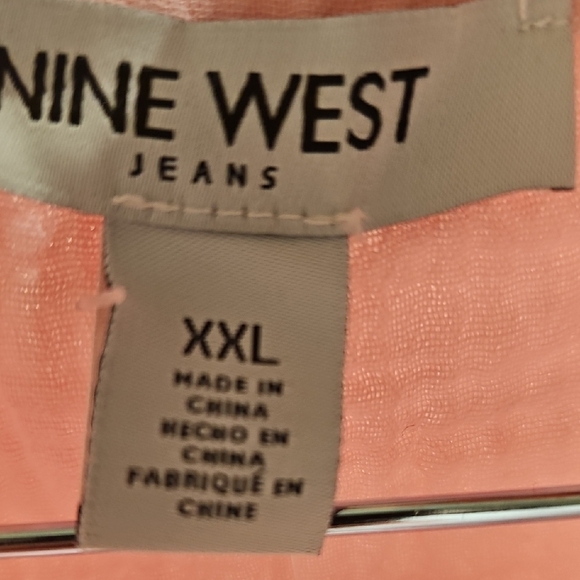 NINE WEST
JEANS
XXL
MADE IN
CHINA
HECHO EN
CHINA
FABRIQUÉ EN
CHINE